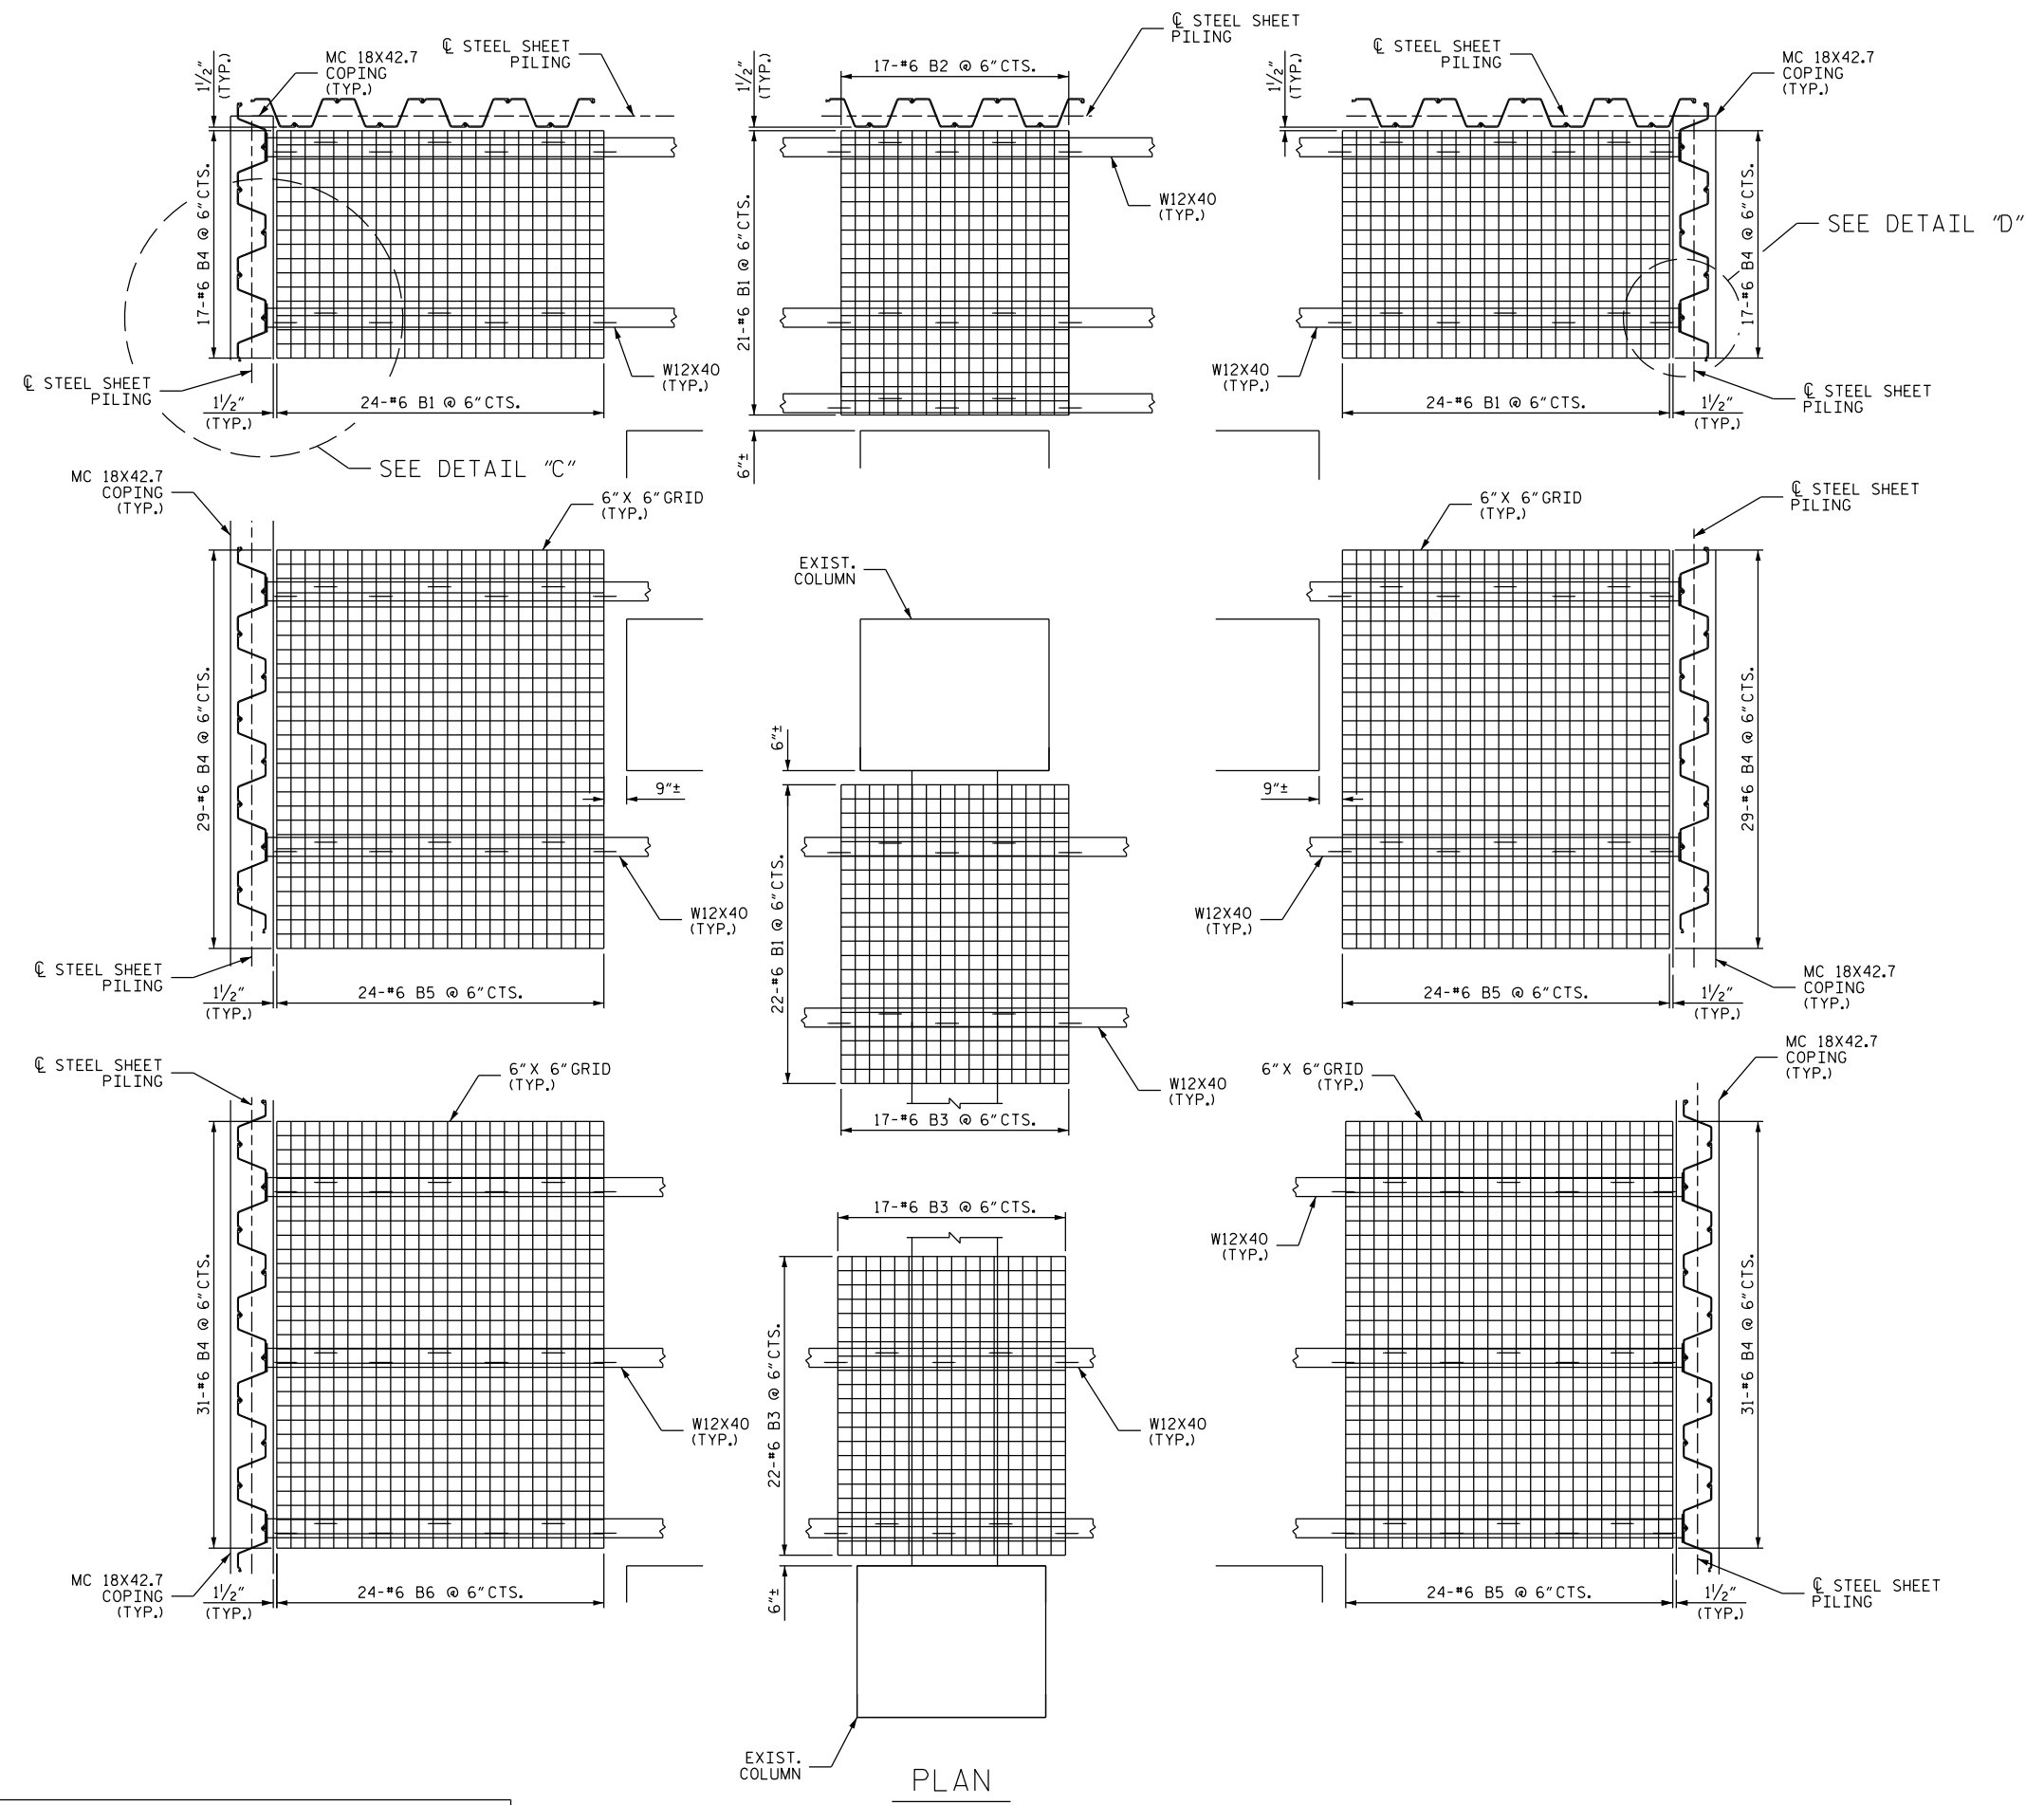 ℄ STEEL SHEET
PILING
MC 18X42.7
COPING
(TYP.)
1½"
(TYP.)
17-#6 B4 @ 6"CTS.
℄ STEEL SHEET
PILING
1½"
(TYP.)
24-#6 B1 @ 6"CTS.
W12X40
(TYP.)
SEE DETAIL "C"
℄ STEEL SHEET
PILING
17-#6 B2 @ 6"CTS.
1½"
(TYP.)
21-#6 B1 @ 6"CTS.
W12X40
(TYP.)
6"±
℄ STEEL SHEET
PILING
MC 18X42.7
COPING
(TYP.)
1½"
(TYP.)
17-#6 B4 @ 6"CTS.
SEE DETAIL "D"
W12X40
(TYP.)
24-#6 B1 @ 6"CTS.
1½"
(TYP.)
℄ STEEL SHEET
PILING
MC 18X42.7
COPING
(TYP.)
6"X 6"GRID
(TYP.)
29-#6 B4 @ 6"CTS.
9"±
W12X40
(TYP.)
℄ STEEL SHEET
PILING
1½"
(TYP.)
24-#6 B5 @ 6"CTS.
EXIST.
COLUMN
6"±
22-#6 B1 @ 6"CTS.
W12X40
(TYP.)
17-#6 B3 @ 6"CTS.
6"X 6"GRID
(TYP.)
℄ STEEL SHEET
PILING
9"±
29-#6 B4 @ 6"CTS.
W12X40
(TYP.)
24-#6 B5 @ 6"CTS.
1½"
(TYP.)
MC 18X42.7
COPING
(TYP.)
℄ STEEL SHEET
PILING
6"X 6"GRID
(TYP.)
31-#6 B4 @ 6"CTS.
W12X40
(TYP.)
MC 18X42.7
COPING
(TYP.)
1½"
(TYP.)
24-#6 B6 @ 6"CTS.
17-#6 B3 @ 6"CTS.
22-#6 B3 @ 6"CTS.
W12X40
(TYP.)
6"±
EXIST.
COLUMN
6"X 6"GRID
(TYP.)
MC 18X42.7
COPING
(TYP.)
W12X40
(TYP.)
31-#6 B4 @ 6"CTS.
24-#6 B5 @ 6"CTS.
1½"
(TYP.)
℄ STEEL SHEET
PILING
PLAN